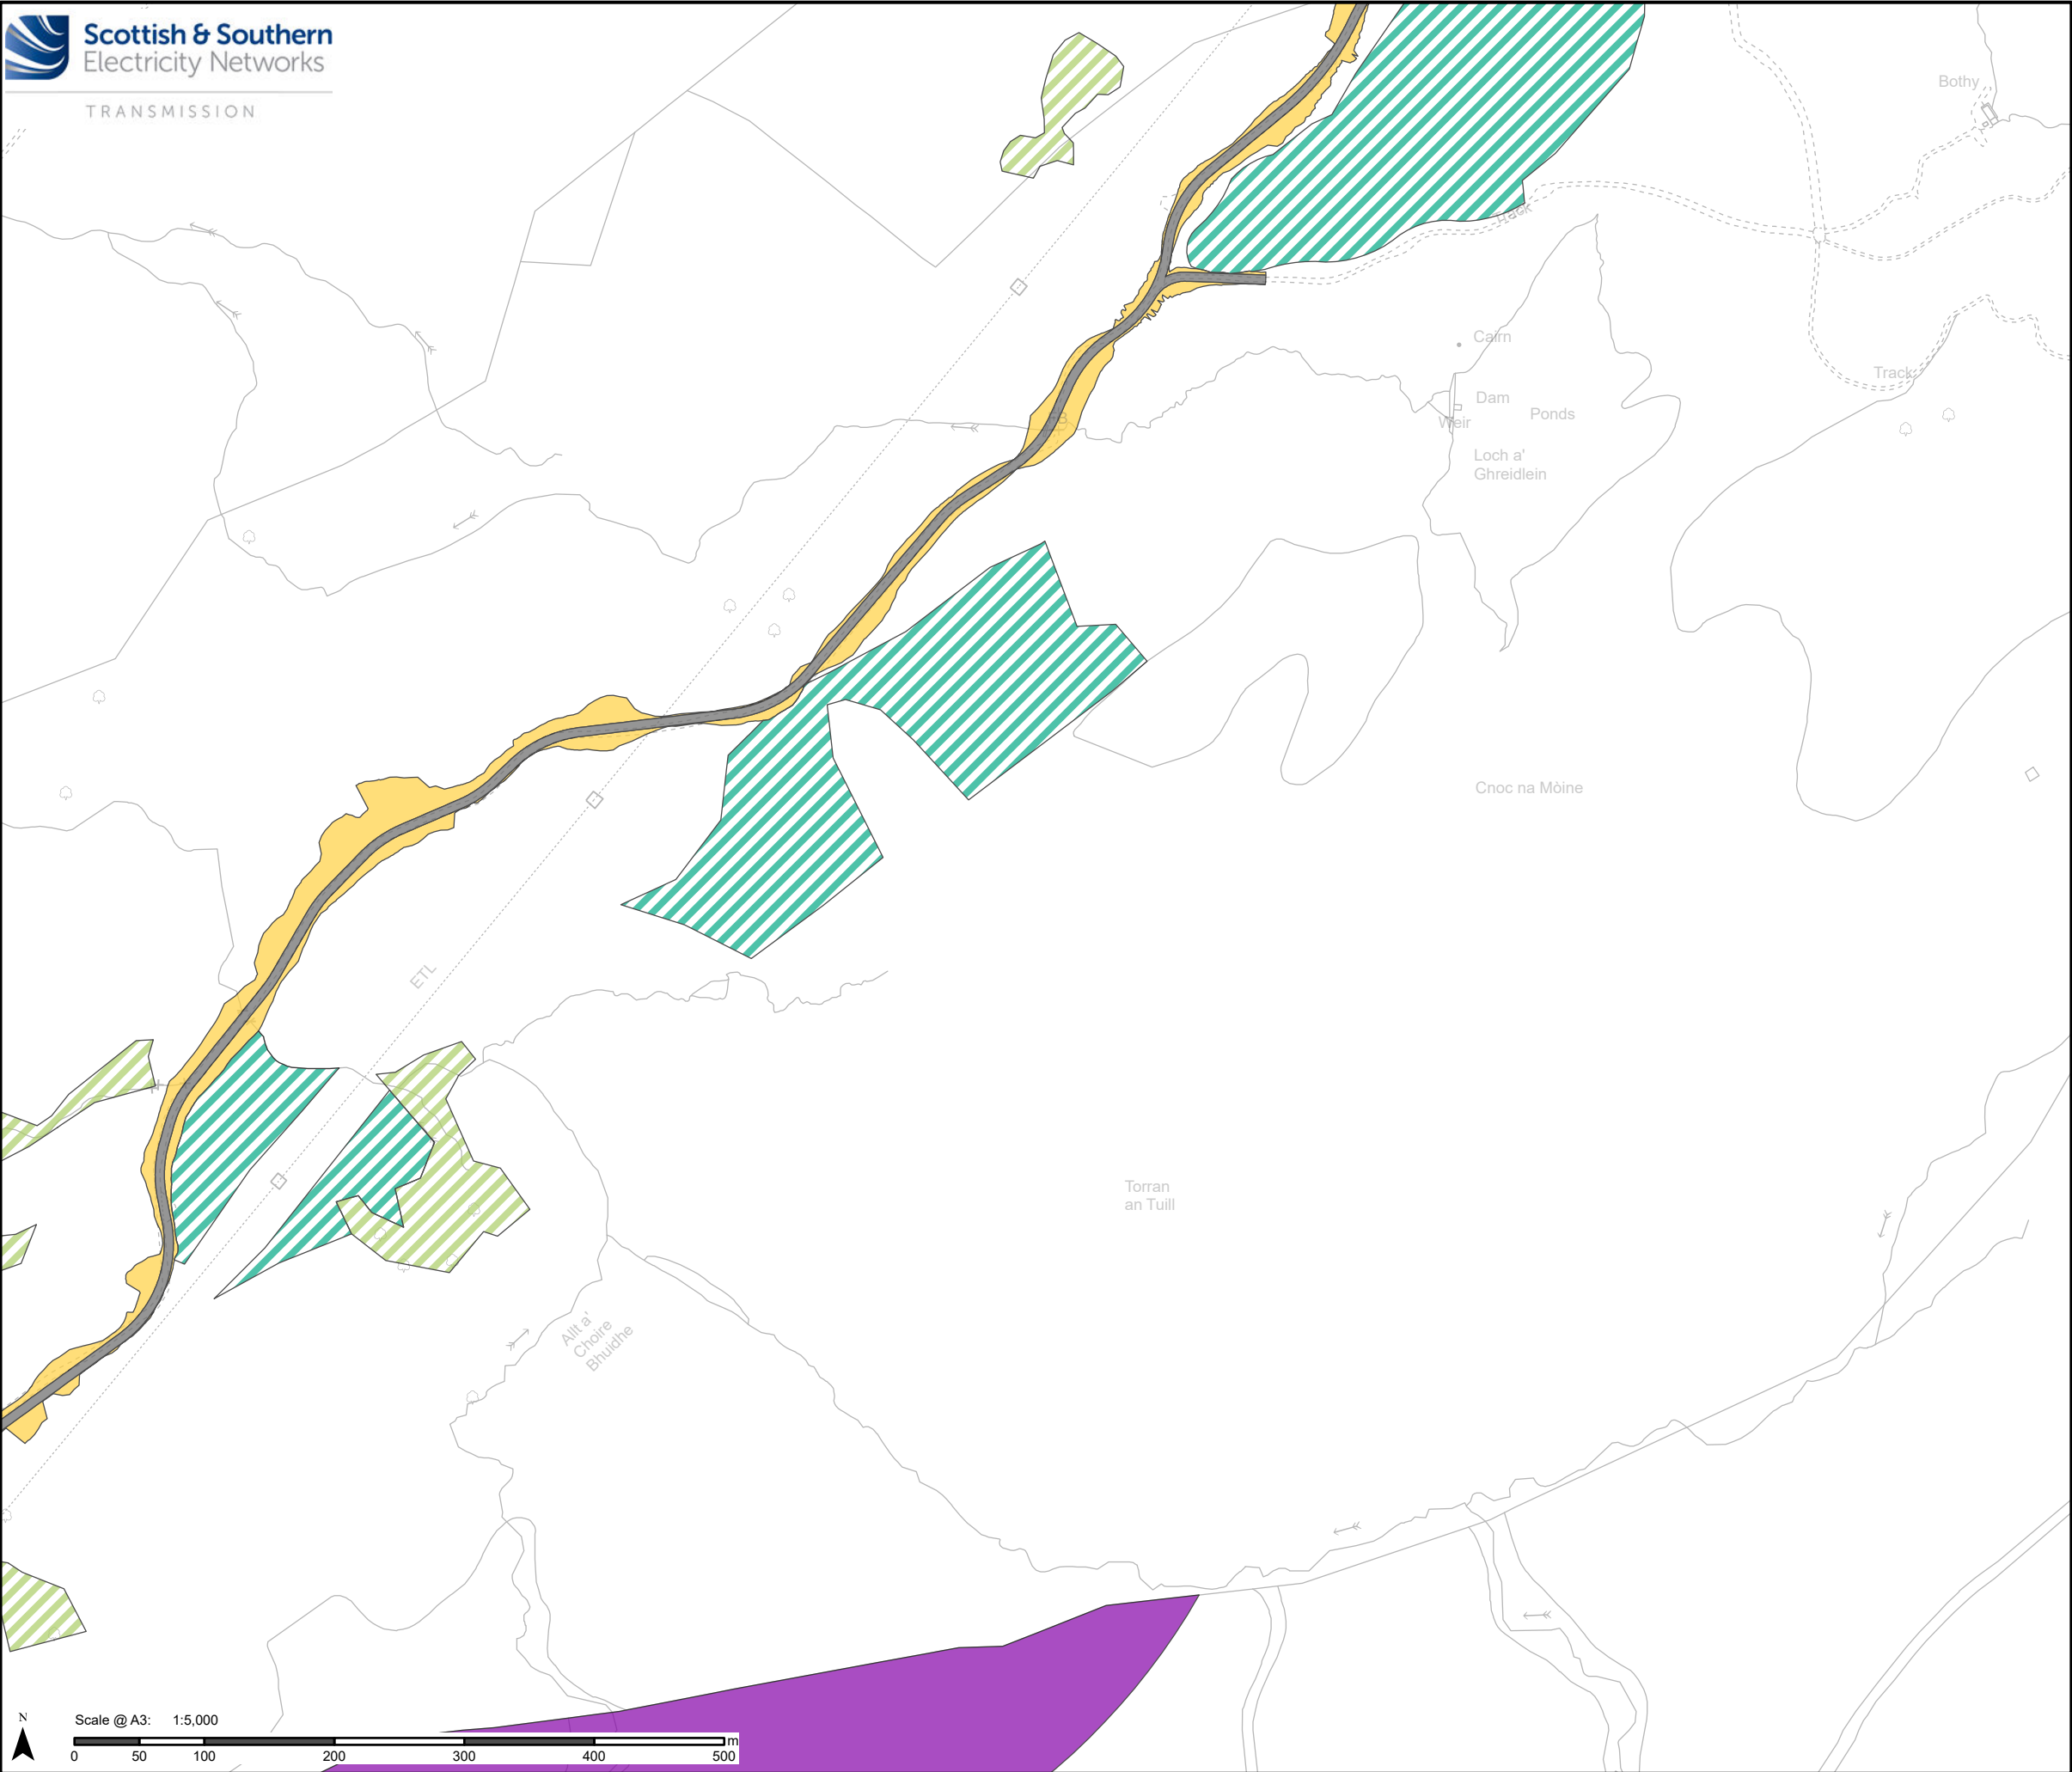 Scottish & Southern
Electricity Networks
TRANSMISSION
Bothy
Track
Cairn
Track
Dam
Ponds
Weir
Loch a'
Ghreidlein
Cnoc na Mòine
ETL
Torran
an Tuill
Allt a'
Choire
Bhuidhe
N
Scale @ A3: 1:5,000
0 50 100 200 300 400 500 m